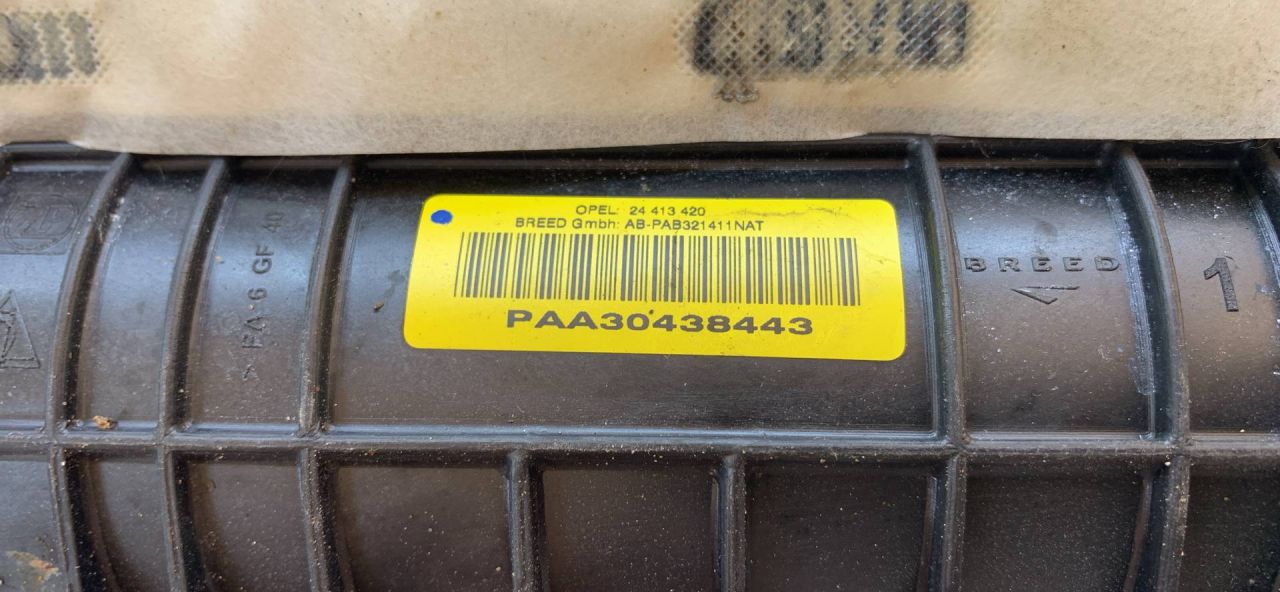 OPEL: 24 413 420
BREED Gmbh: AB-PAB321411NAT
PAA30438443
> PA 6 GF 40
BREED
1